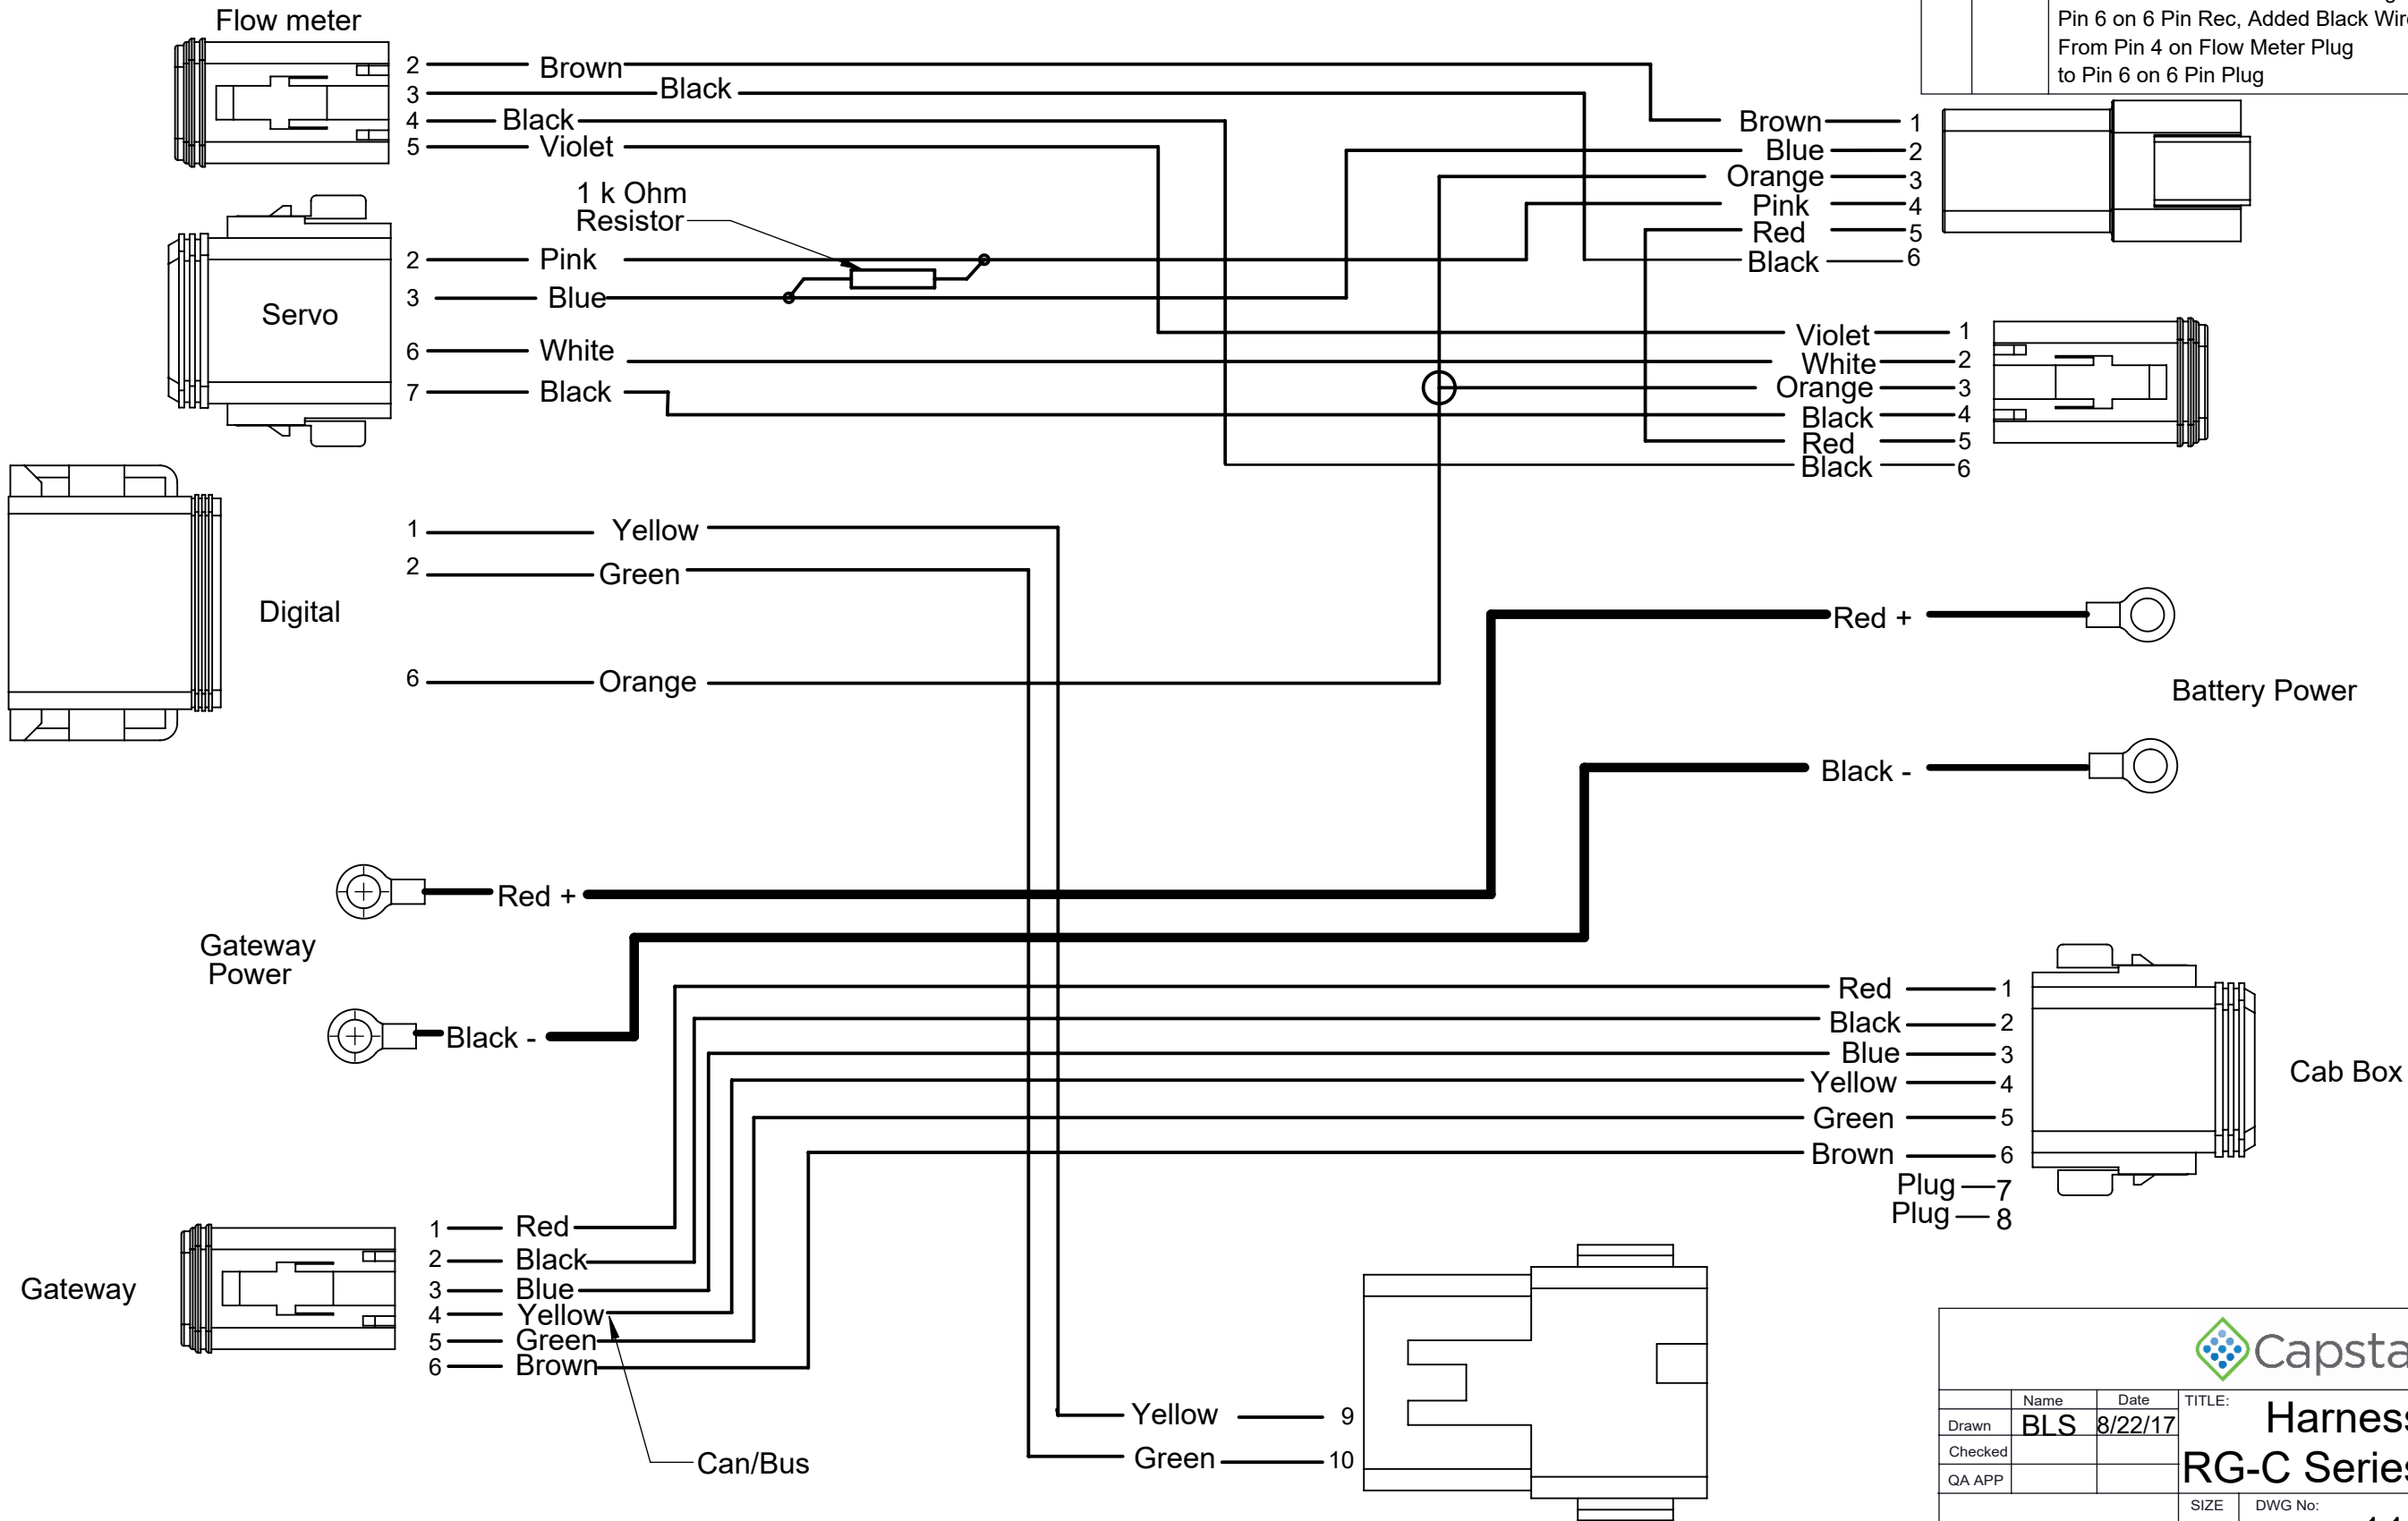 Flow meter
Pin 6 on 6 Pin Rec, Added Black
From Pin 4 on Flow Meter Plug
to Pin 6 on 6 Pin Plug
2 Brown
3 Black
4 Black
5 Violet
Brown 1
Blue 2
Orange 3
Pink 4
Red 5
Black 6
1 k Ohm
Resistor
Servo
2 Pink
3 Blue
6 White
7 Black
Violet 1
White 2
Orange 3
Black 4
Red 5
Black 6
Digital
1 Yellow
2 Green
6 Orange
Red +
Battery Power
Black -
Red +
Gateway
Power
Black -
Red 1
Black 2
Blue 3
Yellow 4
Green 5
Brown 6
Plug 7
Plug 8
Cab Box
Gateway
1 Red
2 Black
3 Blue
4 Yellow
5 Green
6 Brown
Can/Bus
Yellow 9
Green 10
Name Date TITLE:
Drawn BLS 8/22/17
Checked
QA APP
Harness
RG-C Series
SIZE DWG No: